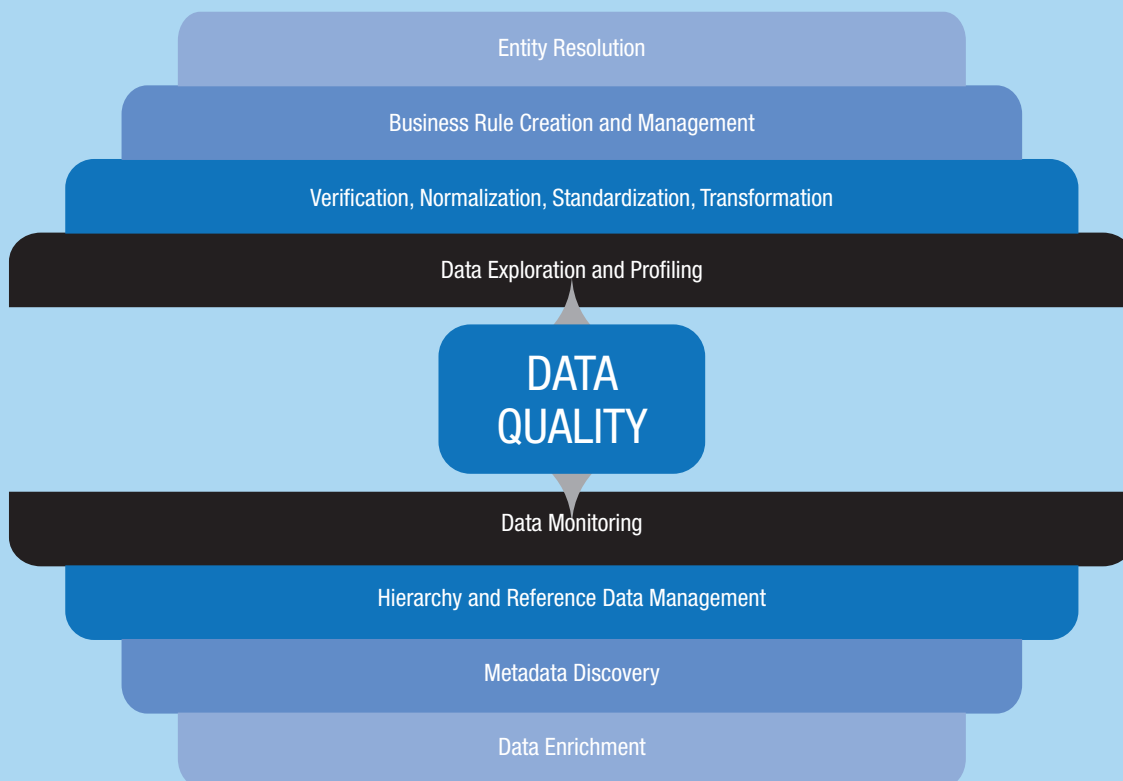 Entity Resolution
Business Rule Creation and Management
Verification, Normalization, Standardization, Transformation
Data Exploration and Profiling
DATA
QUALITY
Data Monitoring
Hierarchy and Reference Data Management
Metadata Discovery
Data Enrichment